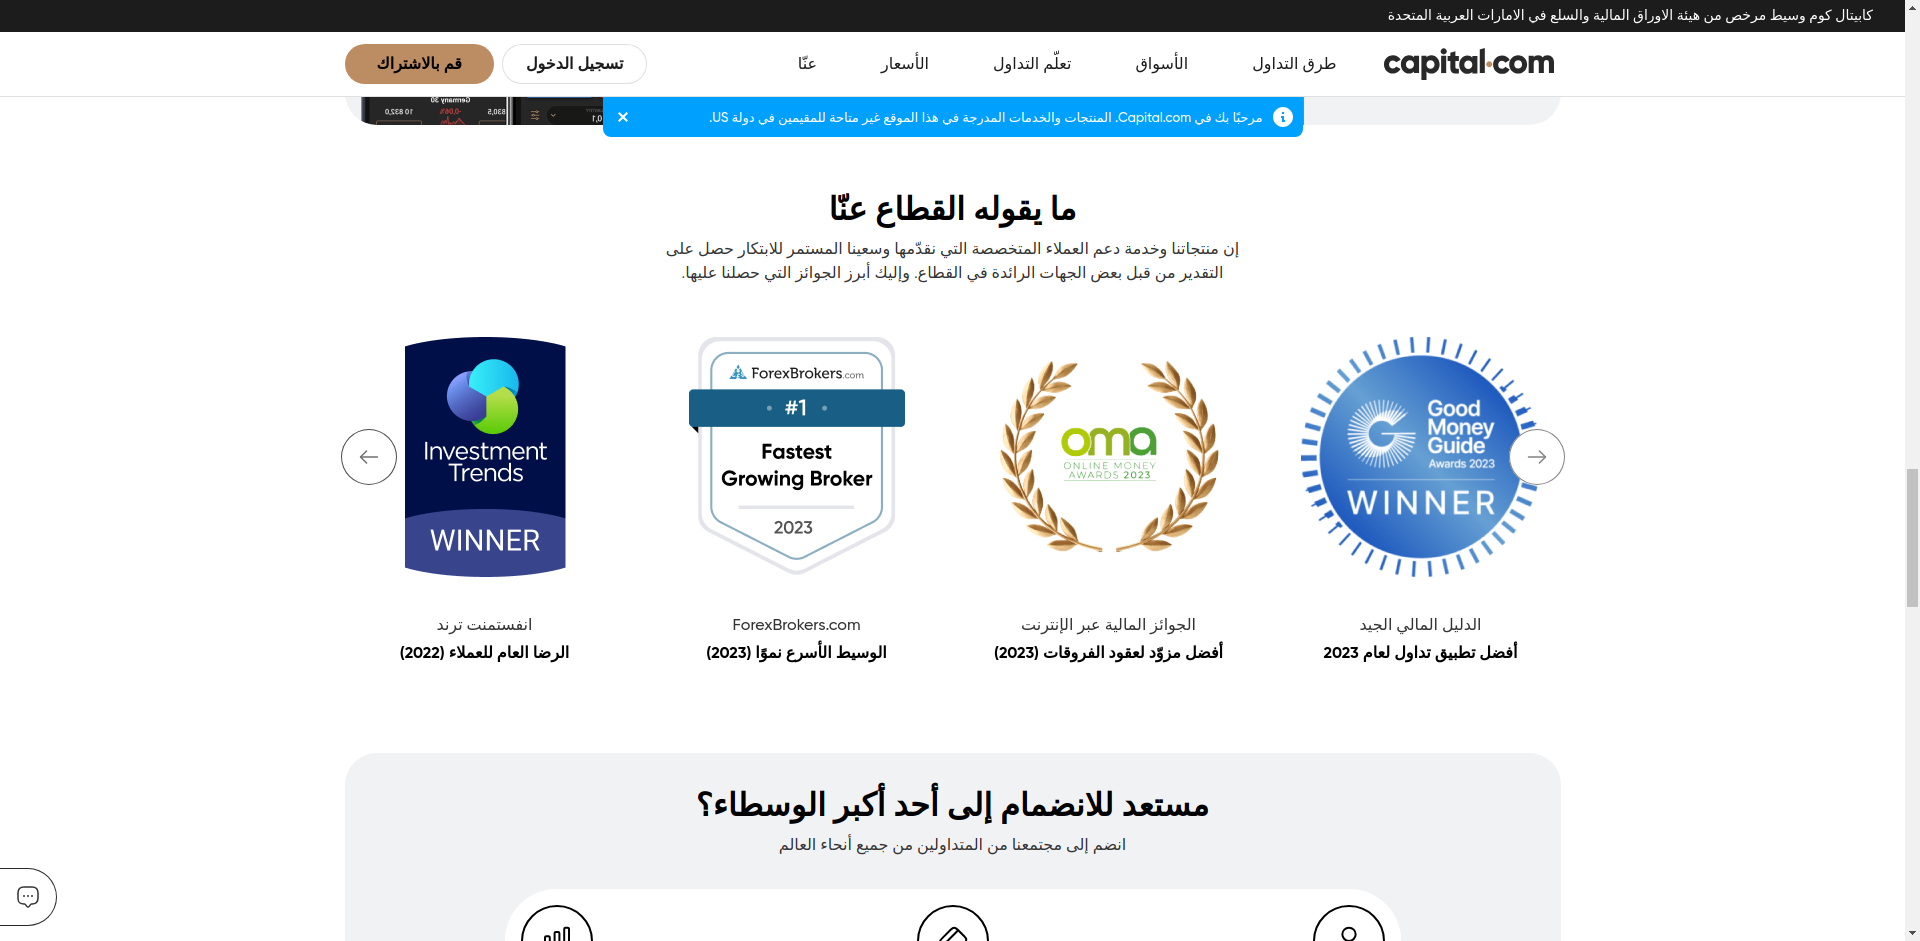 كابيتال كوم وسيط مرخص من هيئة الاوراق المالية والسلع في الامارات العربية المتحدة
capital.com
طرق التداول
الأسواق
تعلّم التداول
الأسعار
عنّا
تسجيل الدخول
قم بالاشتراك
Germany 30
مرحبًا بك في Capital.com. المنتجات والخدمات المدرجة في هذا الموقع غير متاحة للمقيمين في دولة US.
ما يقوله القطاع عنّا
إن منتجاتنا وخدمة دعم العملاء المتخصصة التي نقدّمها وسعينا المستمر للابتكار حصل على
التقدير من قبل بعض الجهات الرائدة في القطاع. وإليك أبرز الجوائز التي حصلنا عليها.
Good
Money
Guide
Awards 2023
WINNER
الدليل المالي الجيد
أفضل تطبيق تداول لعام 2023
oma
ONLINE MONEY
AWARDS 2023
الجوائز المالية عبر الإنترنت
أفضل مزوّد لعقود الفروقات (2023)
ForexBrokers.com
#1
Fastest
Growing Broker
2023
ForexBrokers.com
الوسيط الأسرع نموًا (2023)
Investment
Trends
WINNER
انفستمنت ترند
الرضا العام للعملاء (2022)
مستعد للانضمام إلى أحد أكبر الوسطاء؟
انضم إلى مجتمعنا من المتداولين من جميع أنحاء العالم